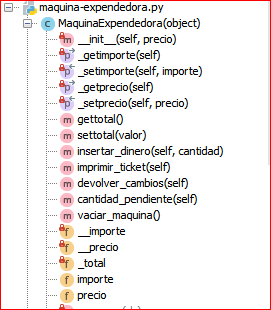 maquina-expendedora.py
MaquinaExpendedora(object)
__init__(self, precio)
_getimporte(self)
_setimporte(self, importe)
_getprecio(self)
_setprecio(self, precio)
gettotal()
settotal(valor)
insertar_dinero(self, cantidad)
imprimir_ticket(self)
devolver_cambios(self)
cantidad_pendiente(self)
vaciar_maquina()
__importe
__precio
_total
importe
precio